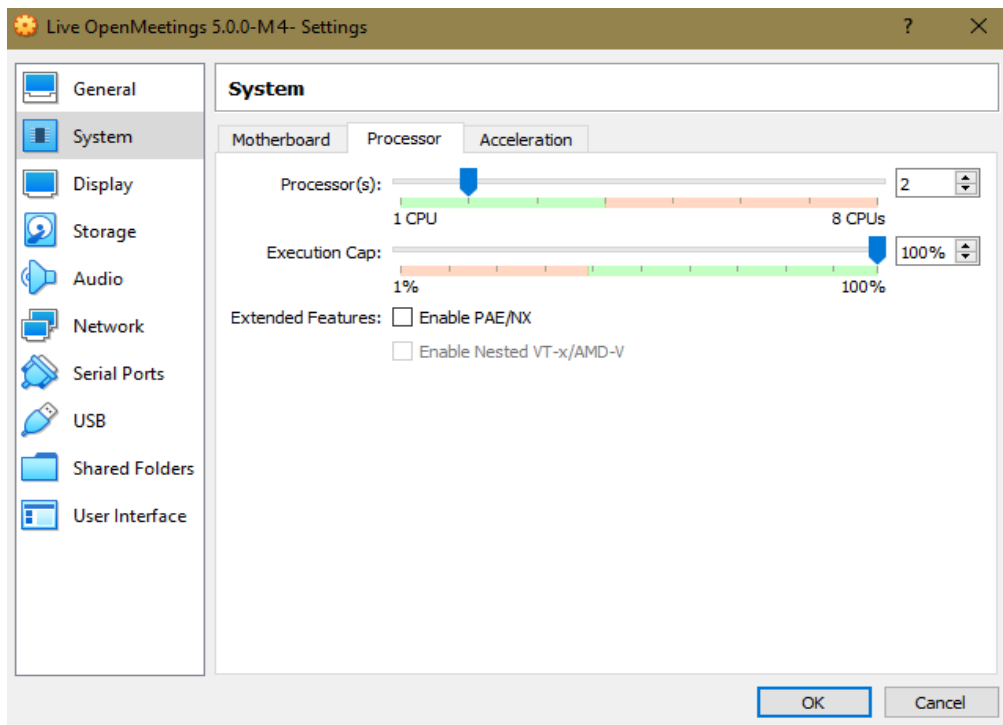 Live OpenMeetings 5.0.0-M4- Settings
?
General
System
Display
Storage
Audio
Network
Serial Ports
USB
Shared Folders
User Interface
System
Motherboard Processor Acceleration
Processor(s): 2
1 CPU 8 CPUs
Execution Cap: 100%
1% 100%
Extended Features: Enable PAE/NX
Enable Nested VT-x/AMD-V
OK Cancel